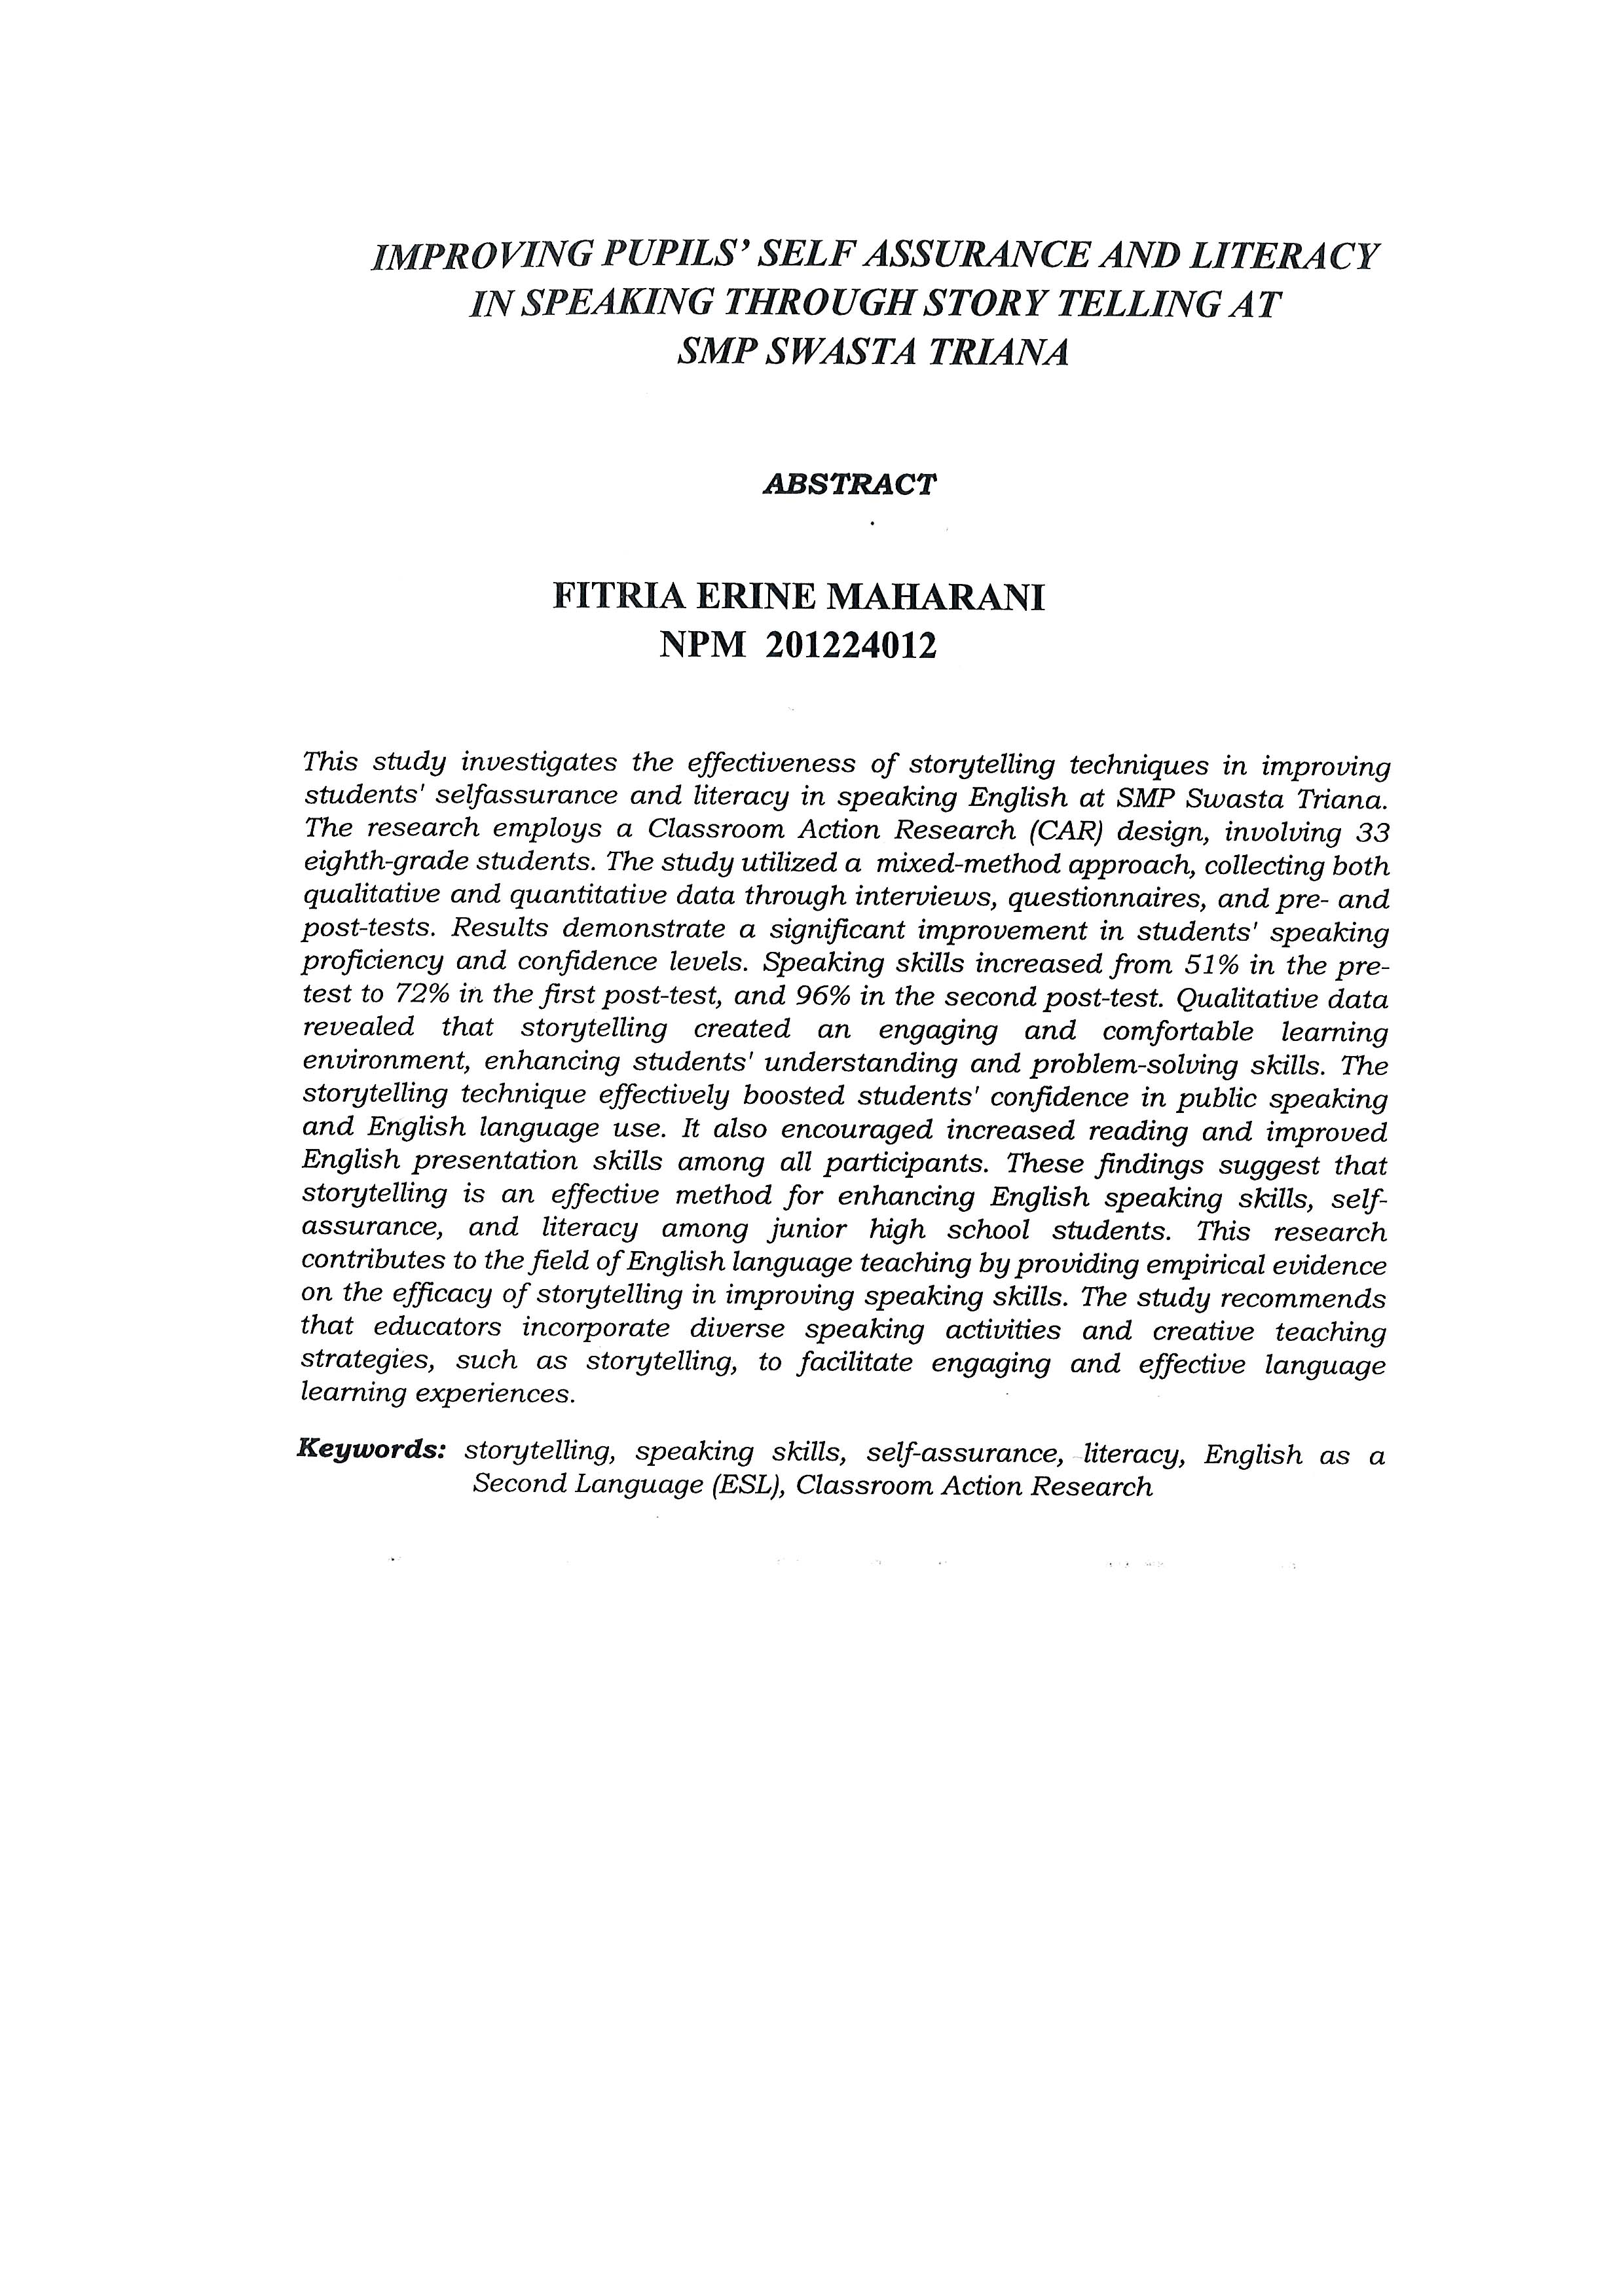 IMPROVING PUPILS' SELF ASSURANCE AND LITERACY
IN SPEAKING THROUGH STORY TELLING AT
SMP SWASTA TRIANA
ABSTRACT
FITRIA ERINE MAHARANI
NPM 201224012
This study investigates the effectiveness of storytelling techniques in improving
students' selfassurance and literacy in speaking English at SMP Swasta Triana.
The research employs a Classroom Action Research (CAR) design, involving 33
eighth-grade students. The study utilized a mixed-method approach, collecting both
qualitative and quantitative data through interviews, questionnaires, and pre- and
post-tests. Results demonstrate a significant improvement in students' speaking
proficiency and confidence levels. Speaking skills increased from 51% in the pre-
test to 72% in the first post-test, and 96% in the second post-test. Qualitative data
revealed that storytelling created an engaging and comfortable learning
environment, enhancing students' understanding and problem-solving skills. The
storytelling technique effectively boosted students' confidence in public speaking
and English language use. It also encouraged increased reading and improved
English presentation skills among all participants. These findings suggest that
storytelling is an effective method for enhancing English speaking skills, self-
assurance, and literacy among junior high school students. This research
contributes to the field of English language teaching by providing empirical evidence
on the efficacy of storytelling in improving speaking skills. The study recommends
that educators incorporate diverse speaking activities and creative teaching
strategies, such as storytelling, to facilitate engaging and effective language
learning experiences.
Keywords: storytelling, speaking skills, self-assurance, literacy, English as a
Second Language (ESL), Classroom Action Research